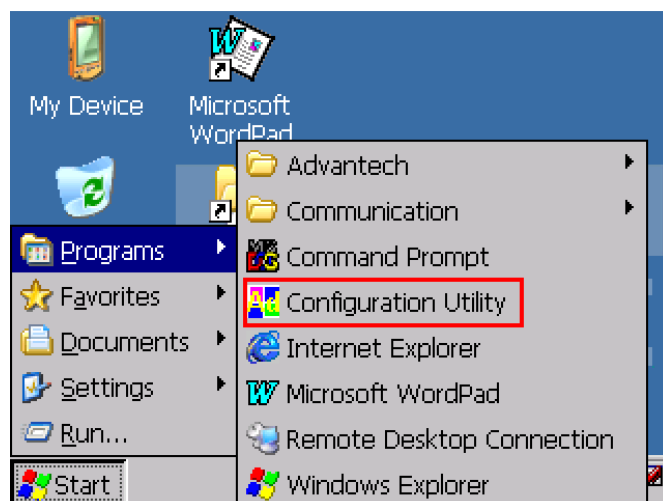 My Device
Microsoft
WordPad
Advantech
Communication
Programs
Command Prompt
Favorites
Configuration Utility
Documents
Internet Explorer
Settings
Microsoft WordPad
Run...
Remote Desktop Connection
Start
Windows Explorer